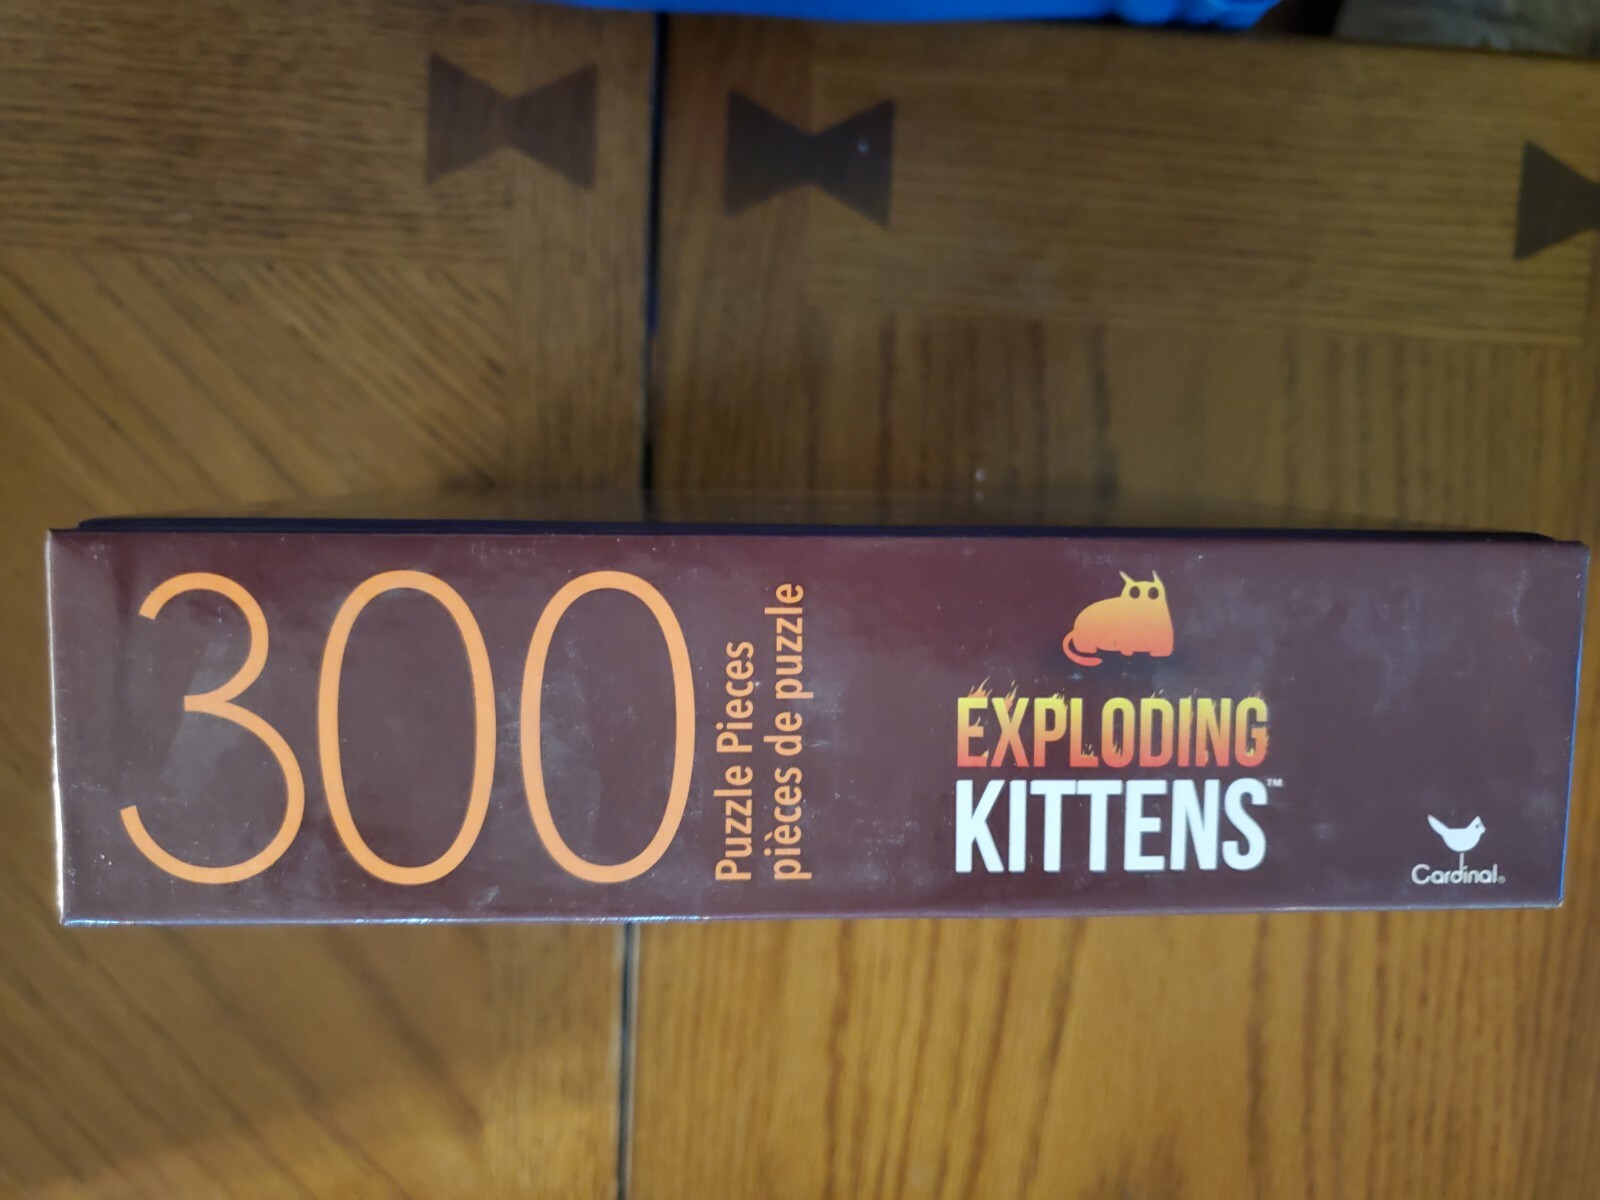 300
Puzzle Pieces
pièces de puzzle
EXPLODING
KITTENS™
Cardinal®